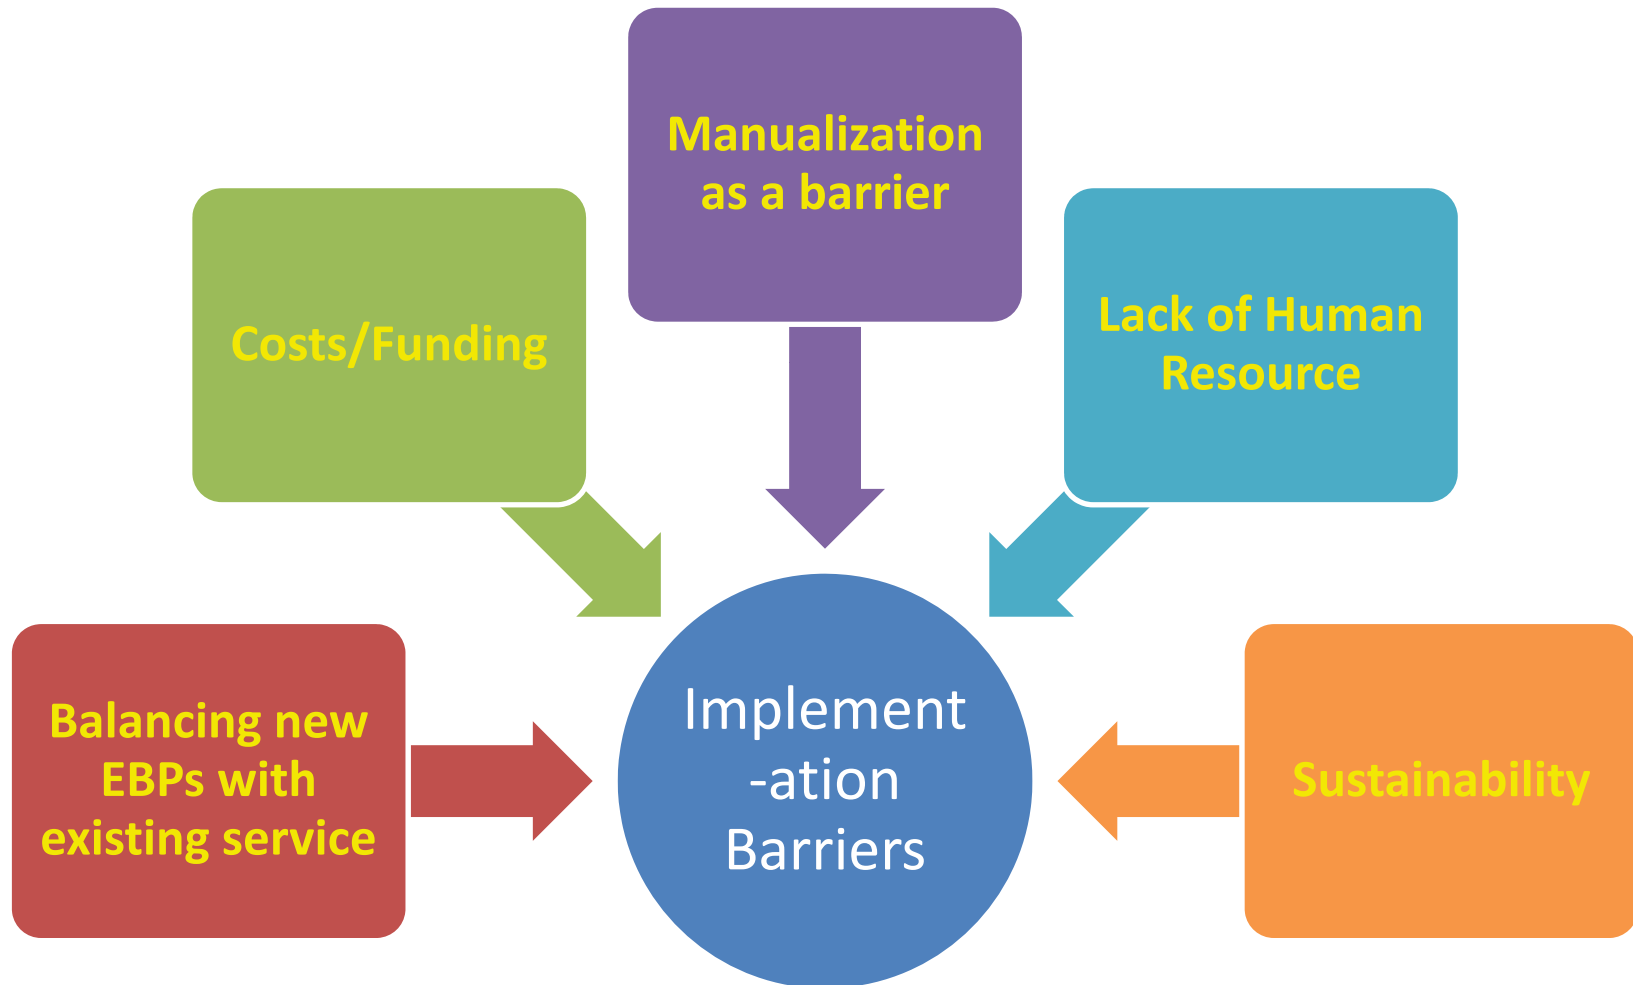 Manualization
as a barrier
Costs/Funding
Lack of Human
Resource
Balancing new
EBPs with
existing service
Implement
-ation
Barriers
Sustainability